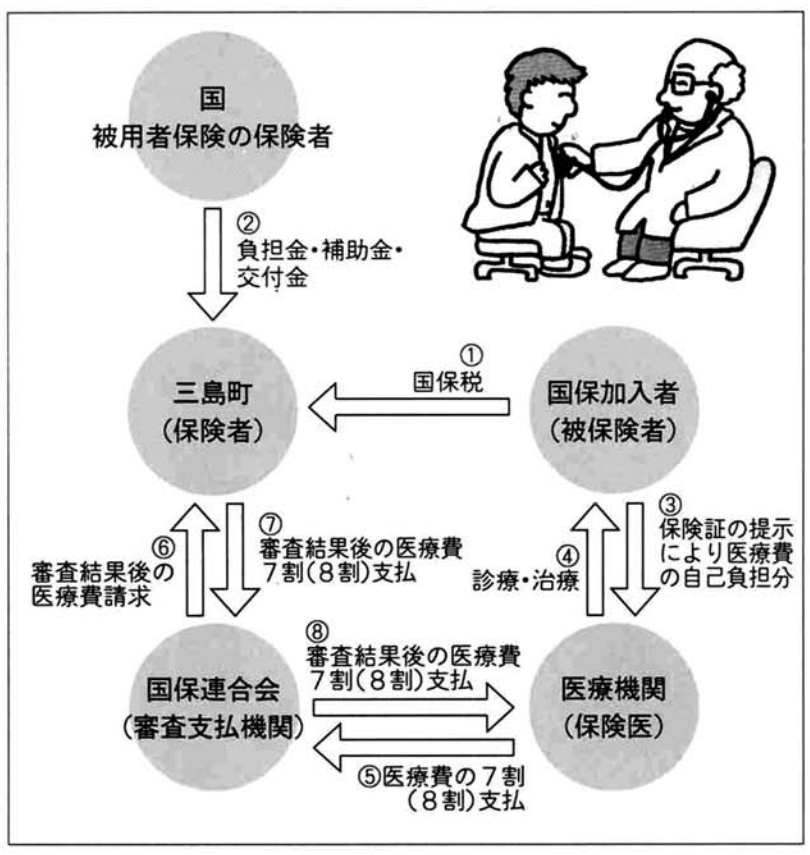 国
被用者保険の保険者
②
負担金・補助金・
交付金
①
国保税
三島町
(保険者)
国保加入者
(被保険者)
⑥
審査結果後の
医療費請求
⑦
審査結果後の医療費
7割(8割)支払
④
診療・治療
③
保険証の提示
により医療費
の自己負担分
国保連合会
(審査支払機関)
⑧
審査結果後の医療費
7割(8割)支払
⑤医療費の7割
(8割)支払
医療機関
(保険医)